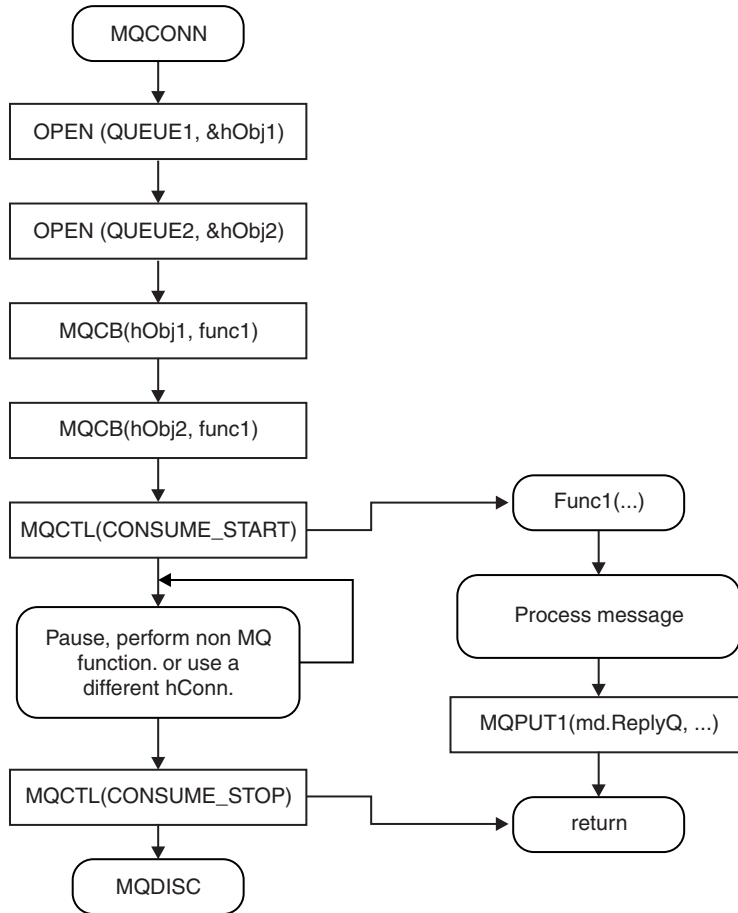 MQCONN
OPEN (QUEUE1, &hObj1)
OPEN (QUEUE2, &hObj2)
MQCB(hObj1, func1)
MQCB(hObj2, func1)
MQCTL(CONSUME_START)
Pause, perform non MQ
function. or use a
different hConn.
MQCTL(CONSUME_STOP)
MQDISC
Func1(...)
Process message
MQPUT1(md.ReplyQ, ...)
return